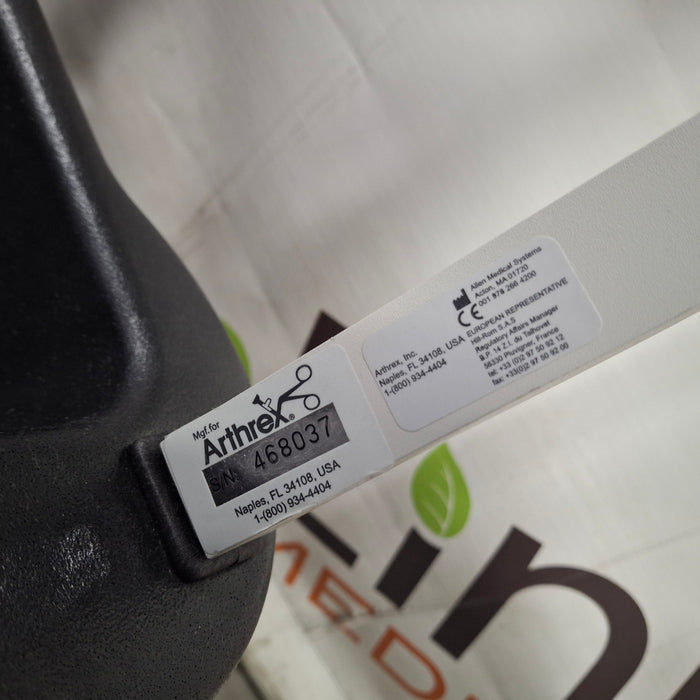 Mgf.for
Arthrex®
S/N: 468037
Naples, FL 34108, USA
1-(800) 934-4404
Arthrex, Inc.
Naples, FL 34108, USA
1-(800) 934-4404
Allen Medical Systems
Acton, MA 01720
001 978 266 4200
CE
EUROPEAN REPRESENTATIVE
Hill-Rom S.A.S
Regulatory Affairs Manager
B.P. 14 Z.I. du Talhouet
56330 Pluvigner, France
tel: +33 (0)2 97 50 92 12
fax: +33(0)2 97 50 92 00
in
MED